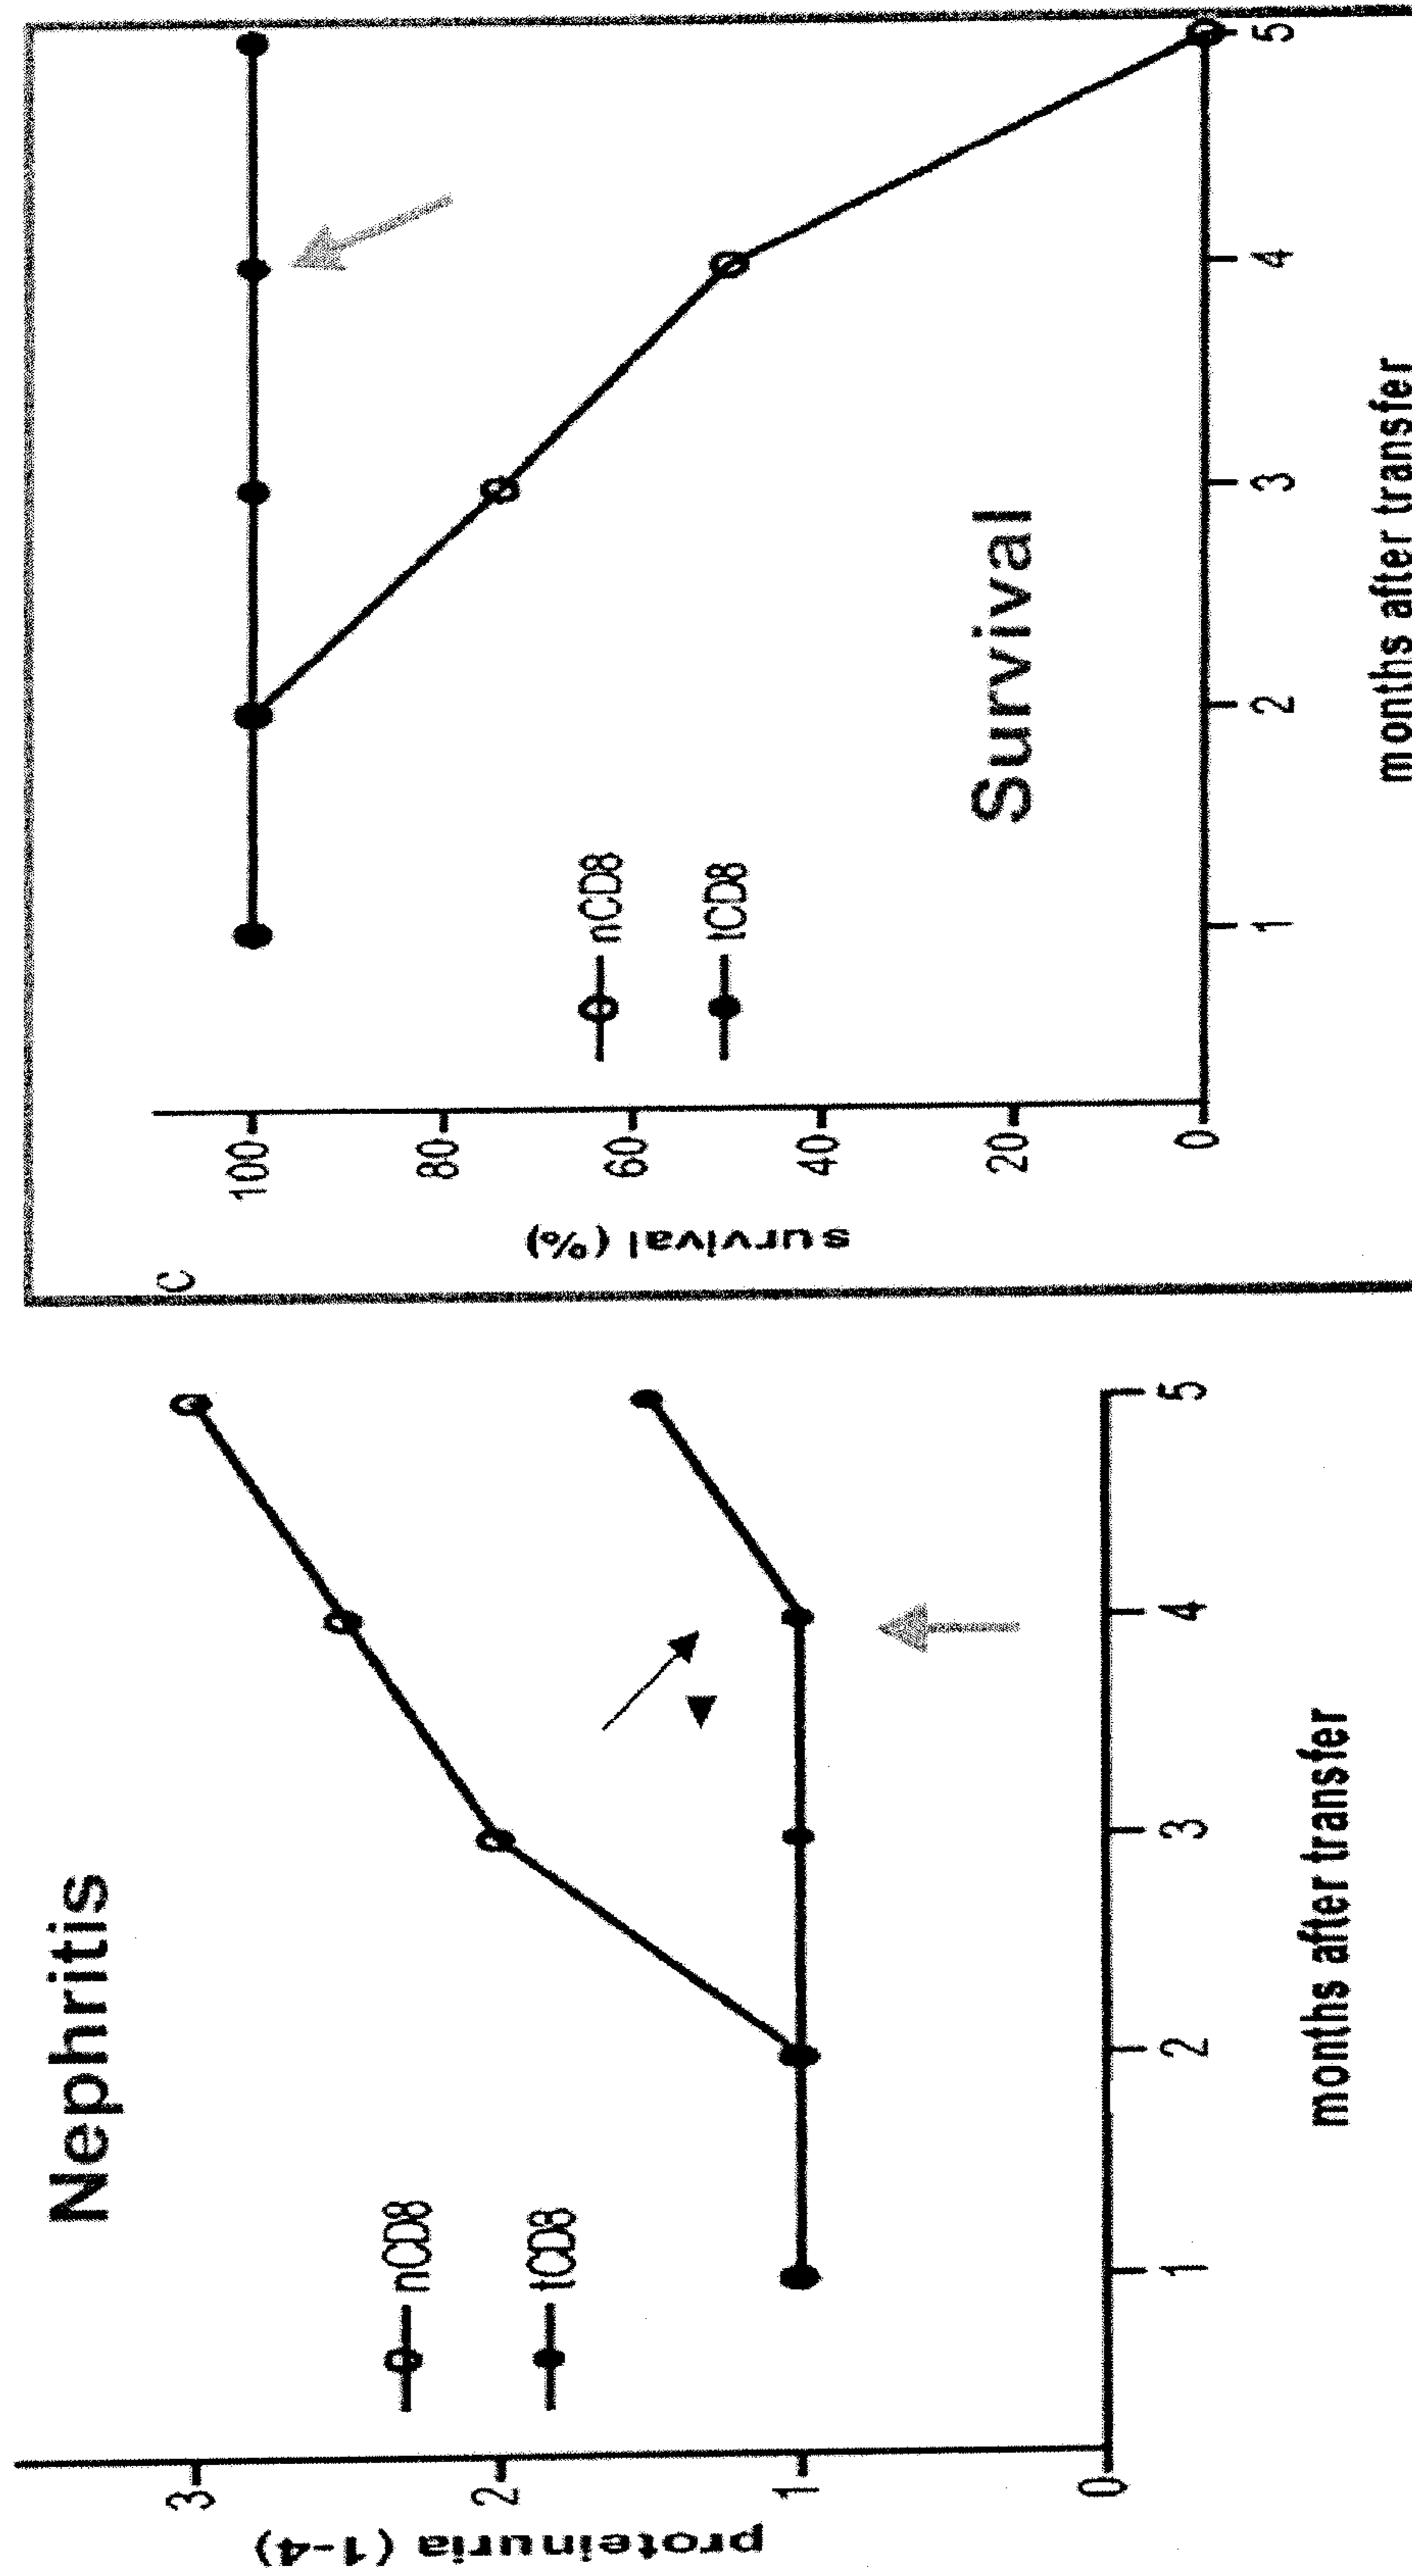 Nephritis
nCD8
tCD8
proteinuria (1-4)
3
2
1
0
1
2
3
4
5
months after transfer
C
survival (%)
100
80
60
40
20
0
nCD8
tCD8
Survival
1
2
3
4
5
months after transfer